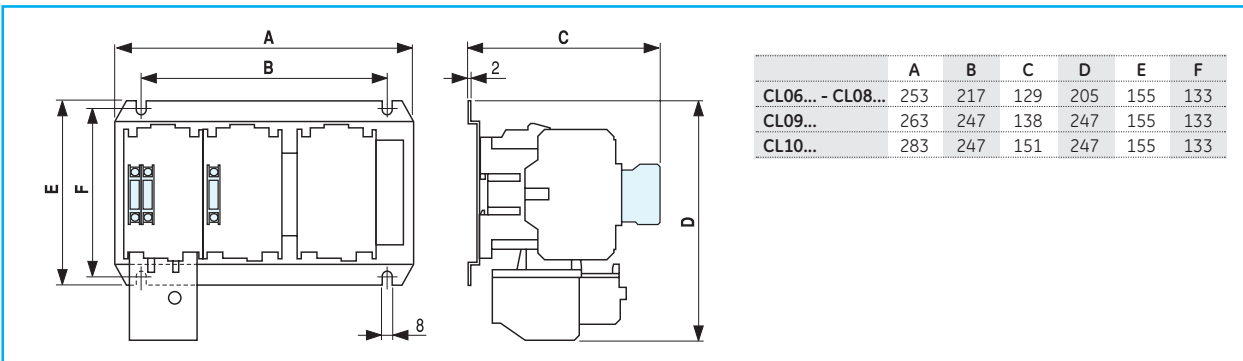 A
B
C
2
E
F
D
8
A B C D E F
CL06... - CL08... 253 217 129 205 155 133
CL09... 263 247 138 247 155 133
CL10... 283 247 151 247 155 133